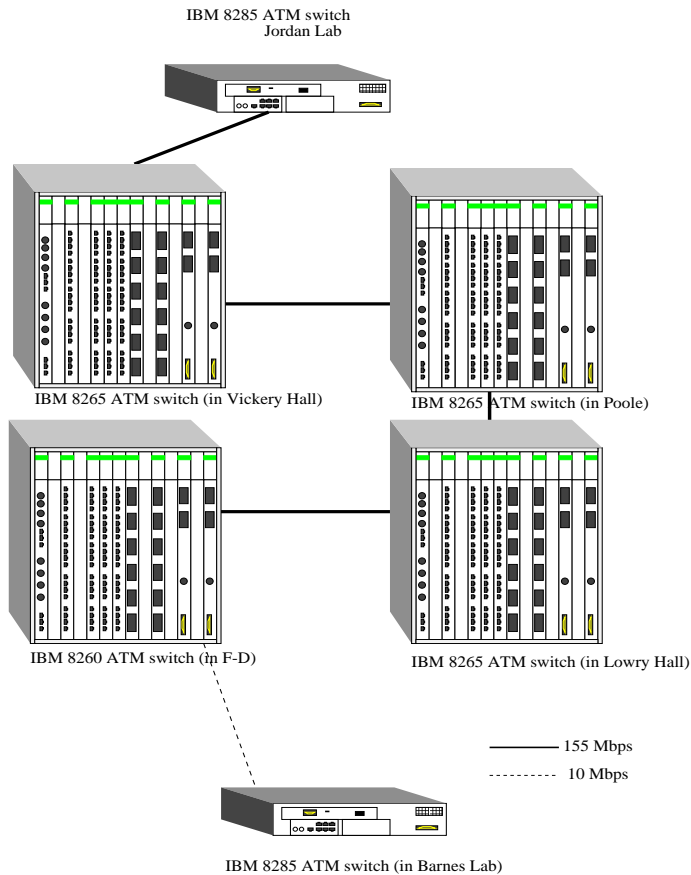 IBM 8285 ATM switch
Jordan Lab
IBM 8265 ATM switch (in Vickery Hall)
IBM 8265 ATM switch (in Poole)
IBM 8260 ATM switch (in F-D)
IBM 8265 ATM switch (in Lowry Hall)
155 Mbps
10 Mbps
IBM 8285 ATM switch (in Barnes Lab)